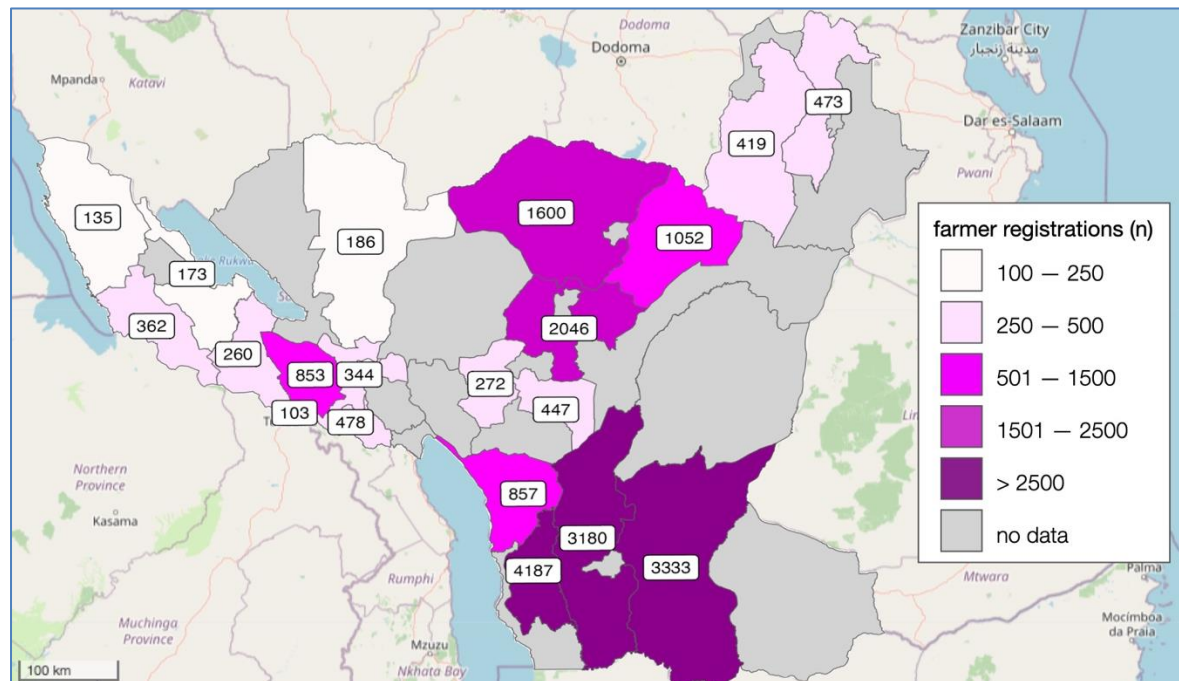 Dodoma
Dodoma
Zanzibar City
مدينة زنجبار
Mpanda
Katavi
473
Dar es-Salaam
419
Pwani
135
1600
1052
186
173
Rukwa
362
2046
260
853
344
272
103
478
447
farmer registrations (n)
100 — 250
250 — 500
501 — 1500
1501 — 2500
> 2500
no data
Northern
Province
Kasama
857
3180
4187
3333
Rumphi
Mtwara
Palma
Muchinga
Province
Mzuzu
Nkhata Bay
Mocímboa
da Praia
100 km